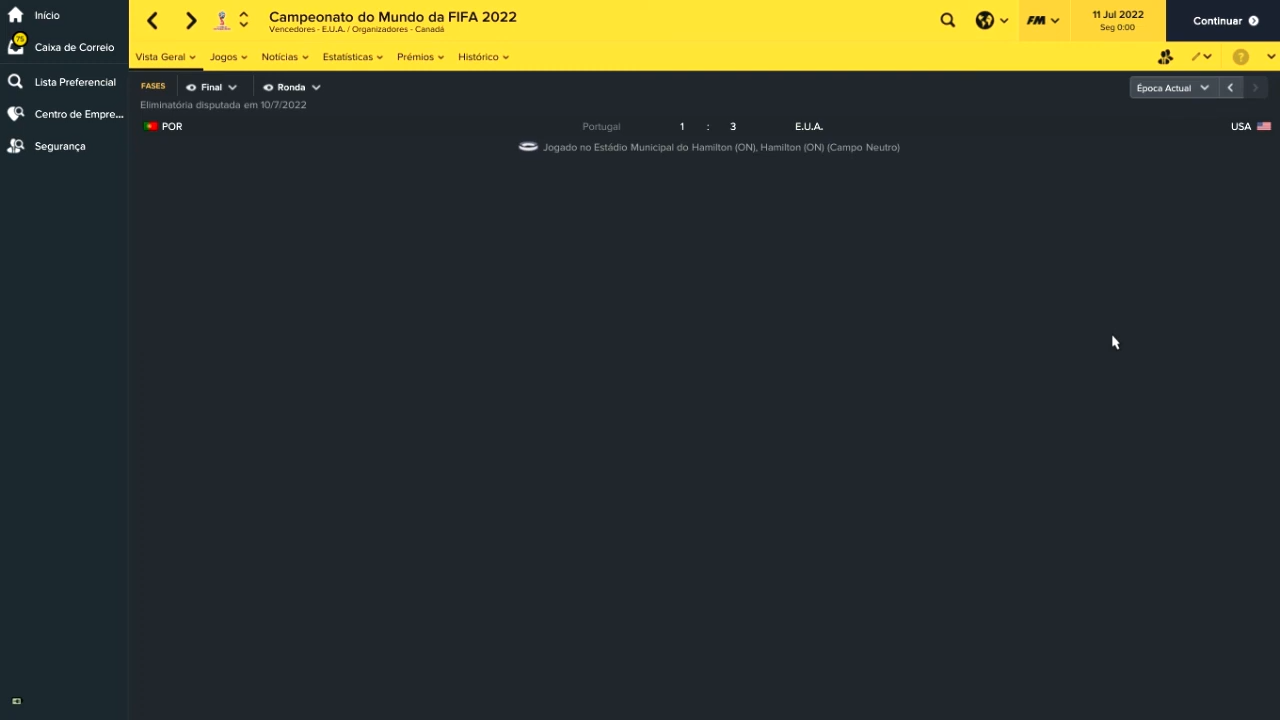 Início
75
Caixa de Correio
Lista Preferencial
Centro de Empre...
Segurança
Campeonato do Mundo da FIFA 2022
Vencedores - E.U.A. / Organizadores - Canadá
FM
11 Jul 2022
Seg 0:00
Continuar
Vista Geral
Jogos
Notícias
Estatísticas
Prémios
Histórico
?
FASES
Final
Ronda
Época Actual
Eliminatória disputada em 10/7/2022
POR Portugal 1 : 3 E.U.A. USA
Jogado no Estádio Municipal do Hamilton (ON), Hamilton (ON) (Campo Neutro)